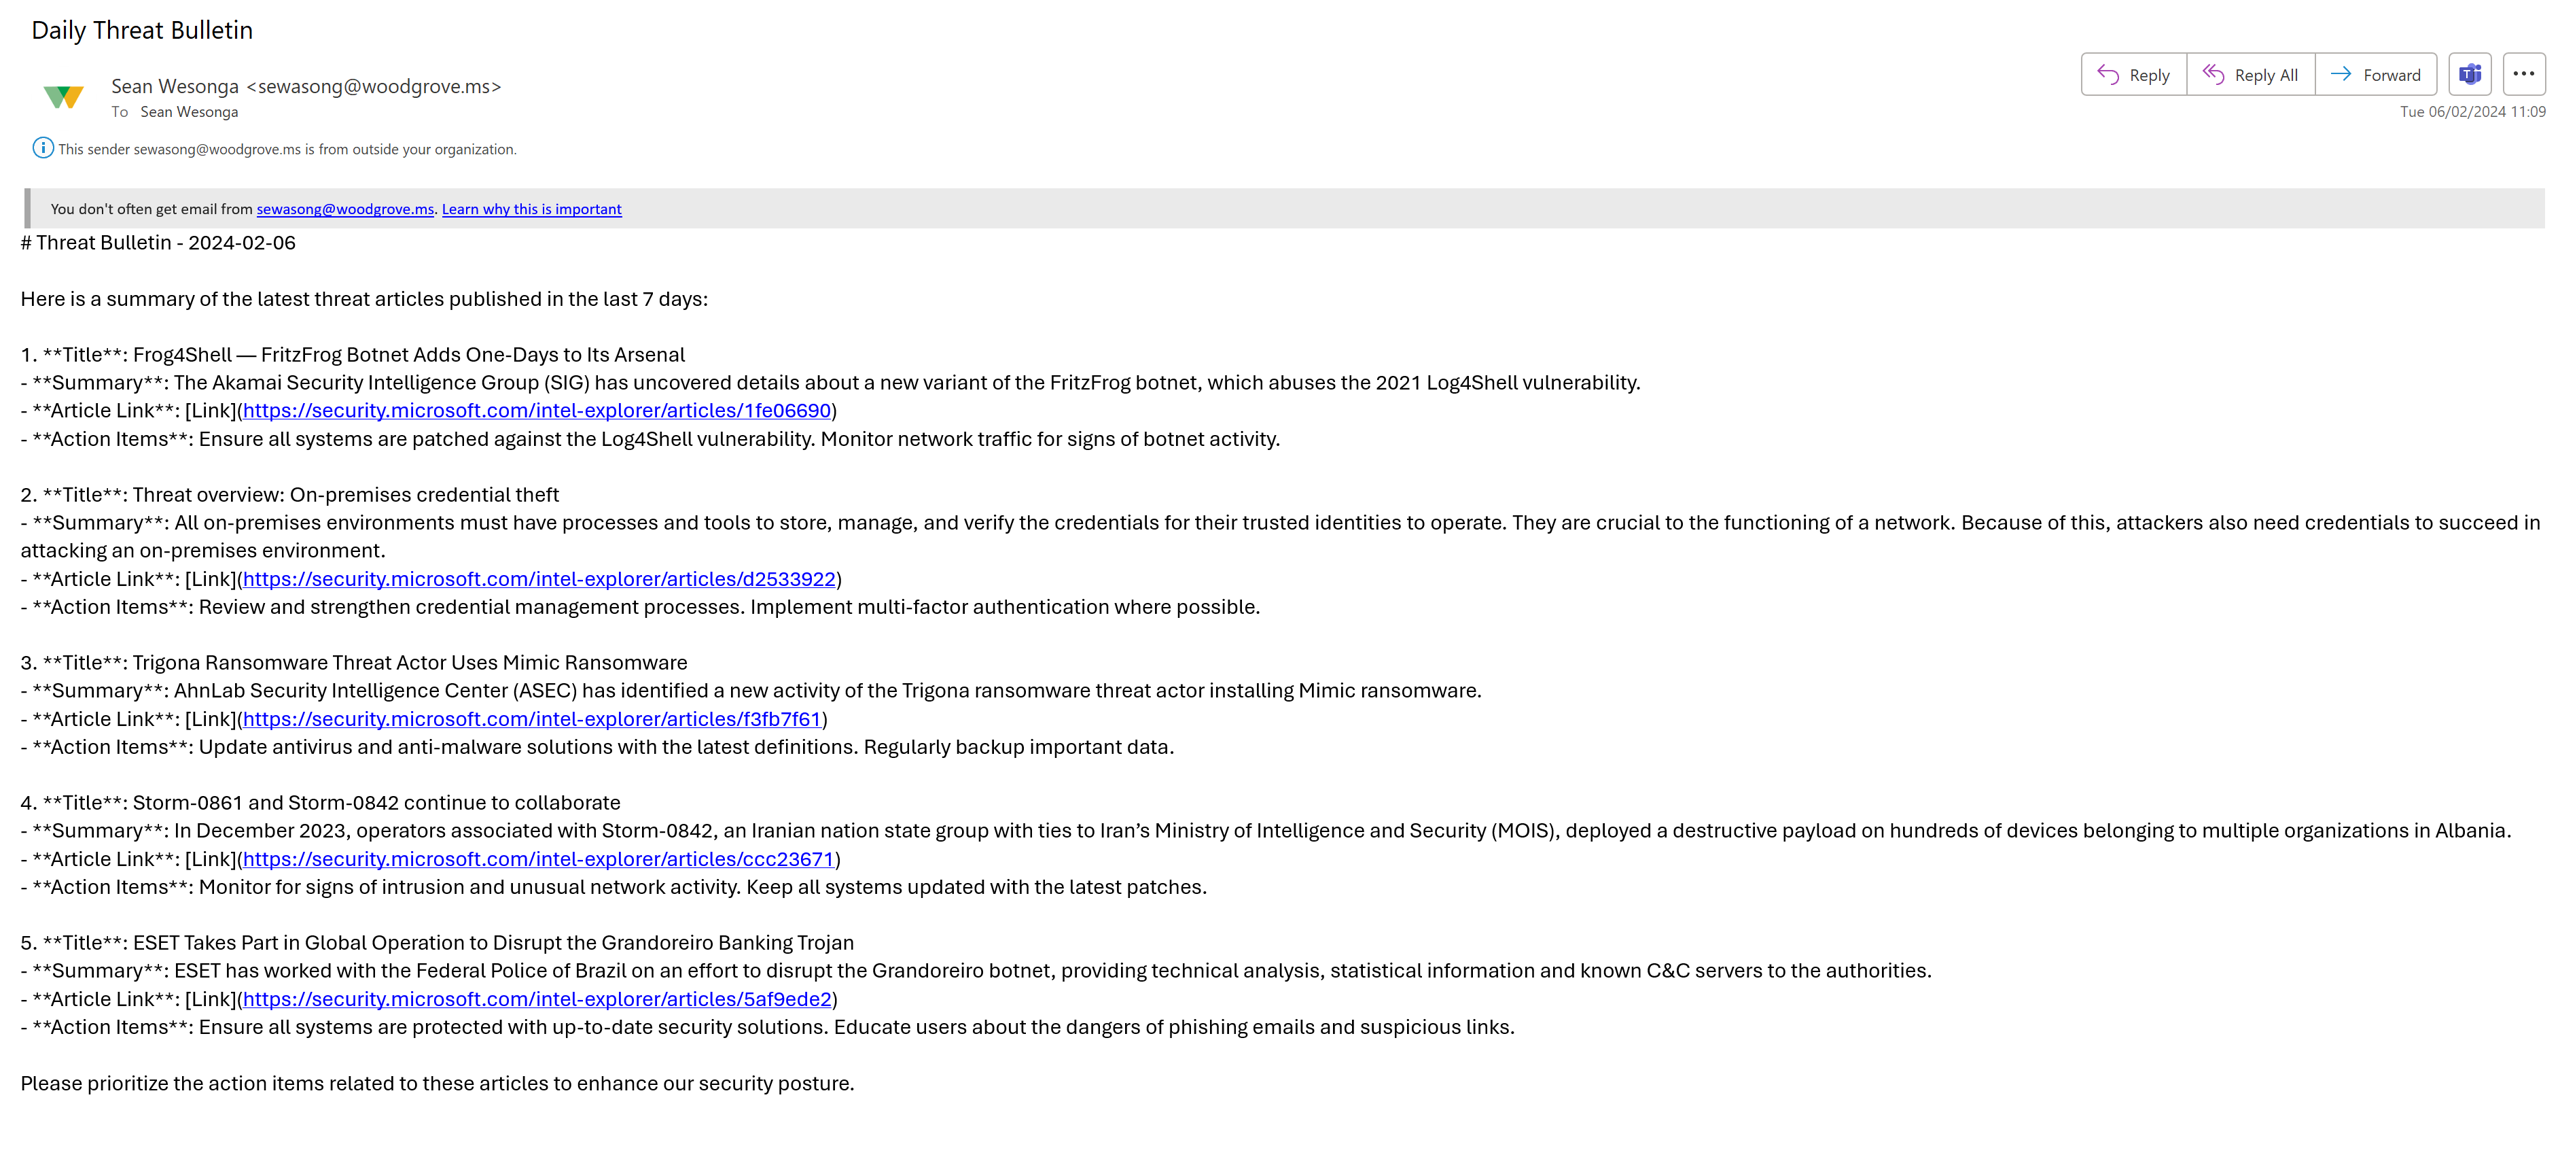 Daily Threat Bulletin
Sean Wesonga <sewasong@woodgrove.ms>
To Sean Wesonga
Reply
Reply All
Forward
Tue 06/02/2024 11:09
This sender sewasong@woodgrove.ms is from outside your organization.
You don't often get email from sewasong@woodgrove.ms. Learn why this is important
# Threat Bulletin - 2024-02-06
Here is a summary of the latest threat articles published in the last 7 days:
1. **Title**: Frog4Shell — FritzFrog Botnet Adds One-Days to Its Arsenal
- **Summary**: The Akamai Security Intelligence Group (SIG) has uncovered details about a new variant of the FritzFrog botnet, which abuses the 2021 Log4Shell vulnerability.
- **Article Link**: [Link](https://security.microsoft.com/intel-explorer/articles/1fe06690)
- **Action Items**: Ensure all systems are patched against the Log4Shell vulnerability. Monitor network traffic for signs of botnet activity.
2. **Title**: Threat overview: On-premises credential theft
- **Summary**: All on-premises environments must have processes and tools to store, manage, and verify the credentials for their trusted identities to operate. They are crucial to the functioning of a network. Because of this, attackers also need credentials to succeed in
attacking an on-premises environment.
- **Article Link**: [Link](https://security.microsoft.com/intel-explorer/articles/d2533922)
- **Action Items**: Review and strengthen credential management processes. Implement multi-factor authentication where possible.
3. **Title**: Trigona Ransomware Threat Actor Uses Mimic Ransomware
- **Summary**: AhnLab Security Intelligence Center (ASEC) has identified a new activity of the Trigona ransomware threat actor installing Mimic ransomware.
- **Article Link**: [Link](https://security.microsoft.com/intel-explorer/articles/f3fb7f61)
- **Action Items**: Update antivirus and anti-malware solutions with the latest definitions. Regularly backup important data.
4. **Title**: Storm-0861 and Storm-0842 continue to collaborate
- **Summary**: In December 2023, operators associated with Storm-0842, an Iranian nation state group with ties to Iran’s Ministry of Intelligence and Security (MOIS), deployed a destructive payload on hundreds of devices belonging to multiple organizations in Albania.
- **Article Link**: [Link](https://security.microsoft.com/intel-explorer/articles/ccc23671)
- **Action Items**: Monitor for signs of intrusion and unusual network activity. Keep all systems updated with the latest patches.
5. **Title**: ESET Takes Part in Global Operation to Disrupt the Grandoreiro Banking Trojan
- **Summary**: ESET has worked with the Federal Police of Brazil on an effort to disrupt the Grandoreiro botnet, providing technical analysis, statistical information and known C&C servers to the authorities.
- **Article Link**: [Link](https://security.microsoft.com/intel-explorer/articles/5af9ede2)
- **Action Items**: Ensure all systems are protected with up-to-date security solutions. Educate users about the dangers of phishing emails and suspicious links.
Please prioritize the action items related to these articles to enhance our security posture.